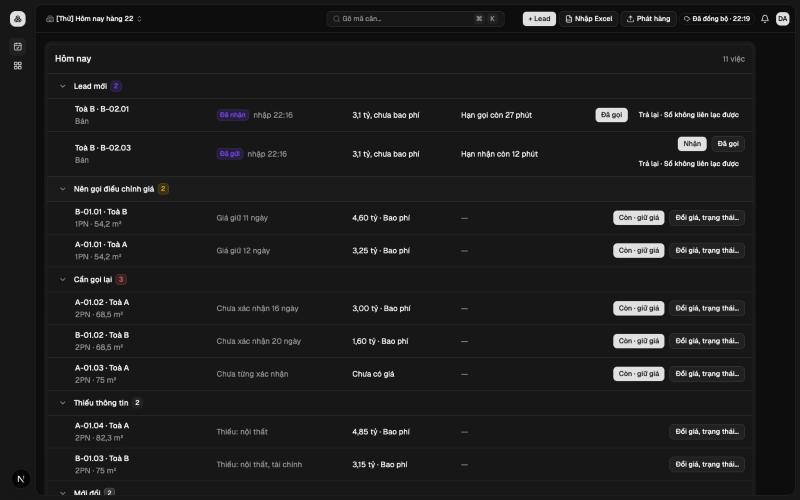 [Thử] Hôm nay hàng 22
Gõ mã căn...
⌘ K
+ Lead
Nhập Excel
Phát hàng
Đã đồng bộ · 22:19
DA
Hôm nay
11 việc
Lead mới 2
Toà B · B-02.01
Bán
Đã nhận nhập 22:16
3,1 tỷ, chưa bao phí
Hạn gọi còn 27 phút
Đã gọi
Trả lại · Số không liên lạc được
Toà B · B-02.03
Bán
Đã gửi nhập 22:16
3,1 tỷ, chưa bao phí
Hạn nhận còn 12 phút
Nhận
Đã gọi
Trả lại · Số không liên lạc được
Nên gọi điều chỉnh giá 2
B-01.01 · Toà B
1PN · 54,2 m²
Giá giữ 11 ngày
4,60 tỷ · Bao phí
—
Còn · giữ giá
Đổi giá, trạng thái…
A-01.01 · Toà A
1PN · 54,2 m²
Giá giữ 12 ngày
3,25 tỷ · Bao phí
—
Còn · giữ giá
Đổi giá, trạng thái…
Cần gọi lại 3
A-01.02 · Toà A
2PN · 68,5 m²
Chưa xác nhận 16 ngày
3,00 tỷ · Bao phí
—
Còn · giữ giá
Đổi giá, trạng thái…
B-01.02 · Toà B
2PN · 68,5 m²
Chưa xác nhận 20 ngày
1,60 tỷ · Bao phí
—
Còn · giữ giá
Đổi giá, trạng thái…
A-01.03 · Toà A
2PN · 75 m²
Chưa từng xác nhận
Chưa có giá
—
Còn · giữ giá
Đổi giá, trạng thái…
Thiếu thông tin 2
A-01.04 · Toà A
2PN · 82,3 m²
Thiếu: nội thất
4,85 tỷ · Bao phí
—
Đổi giá, trạng thái…
B-01.03 · Toà B
2PN · 75 m²
Thiếu: nội thất, tài chính
3,15 tỷ · Bao phí
—
Đổi giá, trạng thái…
Mới đổi 2
N